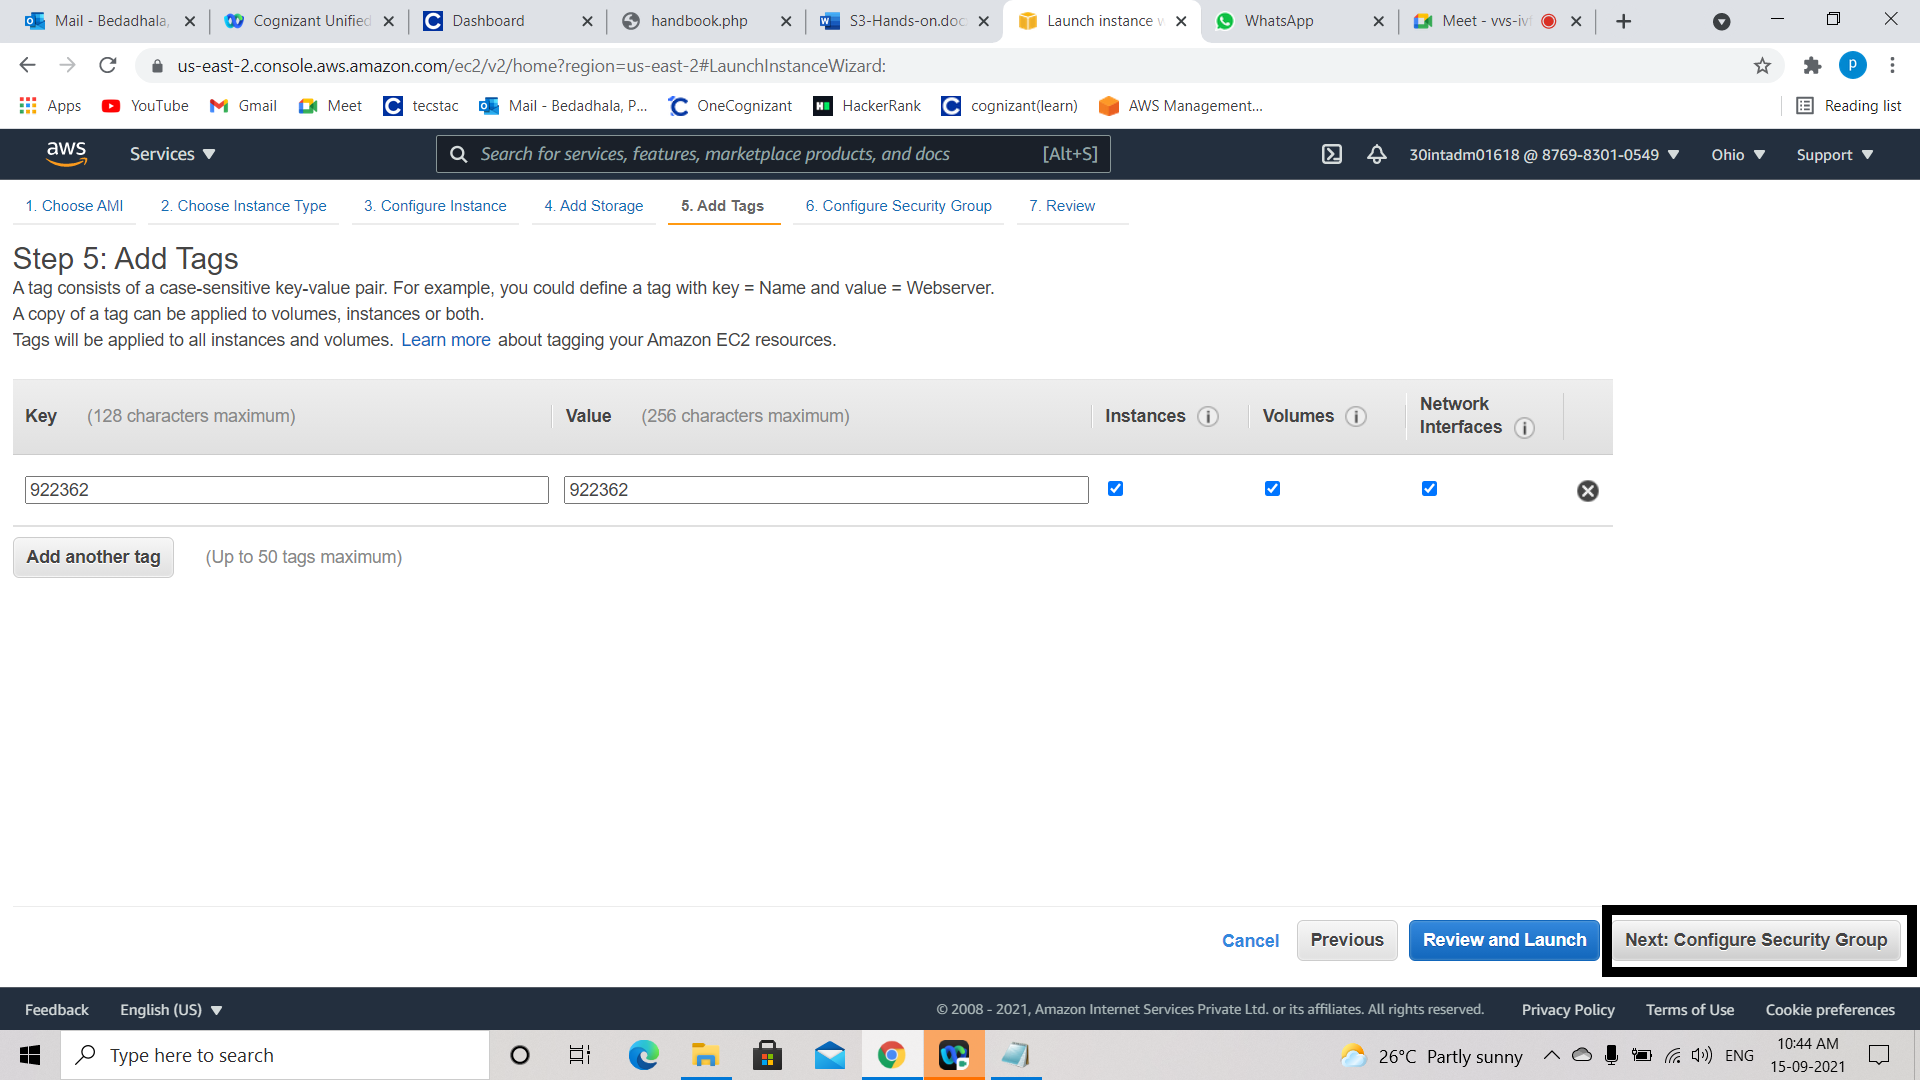 Mail - Bedadhala,
Cognizant Unified
Dashboard
handbook.php
S3-Hands-on.doc
Launch instance w
WhatsApp
Meet - vvs-ivf
us-east-2.console.aws.amazon.com/ec2/v2/home?region=us-east-2#LaunchInstanceWizard:
p
Apps
YouTube
Gmail
Meet
tecstac
Mail - Bedadhala, P...
OneCognizant
HackerRank
cognizant(learn)
AWS Management...
Reading list
aws
Services
Search for services, features, marketplace products, and docs
[Alt+S]
30intadm01618 @ 8769-8301-0549
Ohio
Support
1. Choose AMI
2. Choose Instance Type
3. Configure Instance
4. Add Storage
5. Add Tags
6. Configure Security Group
7. Review
Step 5: Add Tags
A tag consists of a case-sensitive key-value pair. For example, you could define a tag with key = Name and value = Webserver.
A copy of a tag can be applied to volumes, instances or both.
Tags will be applied to all instances and volumes. Learn more about tagging your Amazon EC2 resources.
Key (128 characters maximum)
Value (256 characters maximum)
Instances
Volumes
Network
Interfaces
922362
922362
Add another tag
(Up to 50 tags maximum)
Cancel
Previous
Review and Launch
Next: Configure Security Group
Feedback
English (US)
© 2008 - 2021, Amazon Internet Services Private Ltd. or its affiliates. All rights reserved.
Privacy Policy
Terms of Use
Cookie preferences
Type here to search
26°C Partly sunny
ENG
10:44 AM
15-09-2021